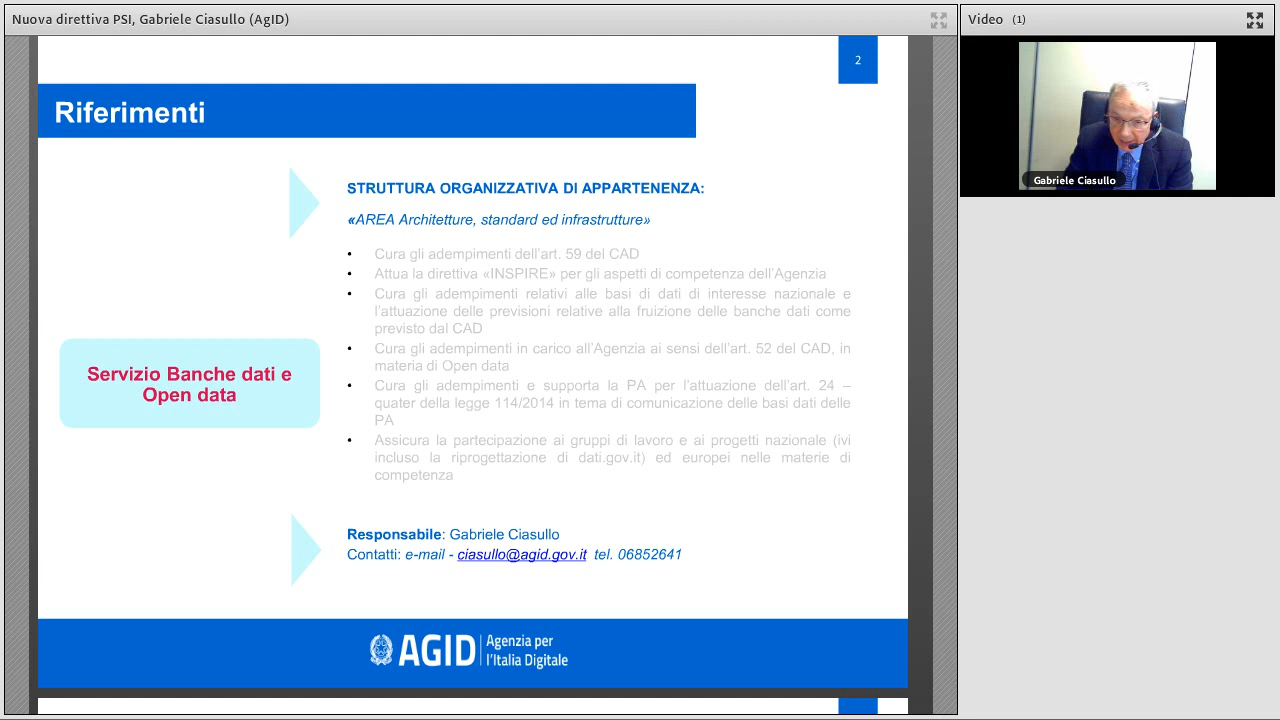 Nuova direttiva PSI, Gabriele Ciasullo (AgID)
Video (1)
2
Riferimenti
Gabriele Ciasullo
STRUTTURA ORGANIZZATIVA DI APPARTENENZA:
«AREA Architetture, standard ed infrastrutture»
• Cura gli adempimenti dell'art. 59 del CAD
• Attua la direttiva «INSPIRE» per gli aspetti di competenza dell'Agenzia
• Cura gli adempimenti relativi alle basi di dati di interesse nazionale e
l'attuazione delle previsioni relative alla fruizione delle banche dati come
previsto dal CAD
• Cura gli adempimenti in carico all'Agenzia ai sensi dell'art. 52 del CAD, in
materia di Open data
• Cura gli adempimenti e supporta la PA per l'attuazione dell'art. 24 –
quater della legge 114/2014 in tema di comunicazione delle basi dati delle
PA
• Assicura la partecipazione ai gruppi di lavoro e ai progetti nazionale (ivi
incluso la riprogettazione di dati.gov.it) ed europei nelle materie di
competenza
Servizio Banche dati e
Open data
Responsabile: Gabriele Ciasullo
Contatti: e-mail - ciasullo@agid.gov.it tel. 06852641
AGID
Agenzia per
l'Italia Digitale